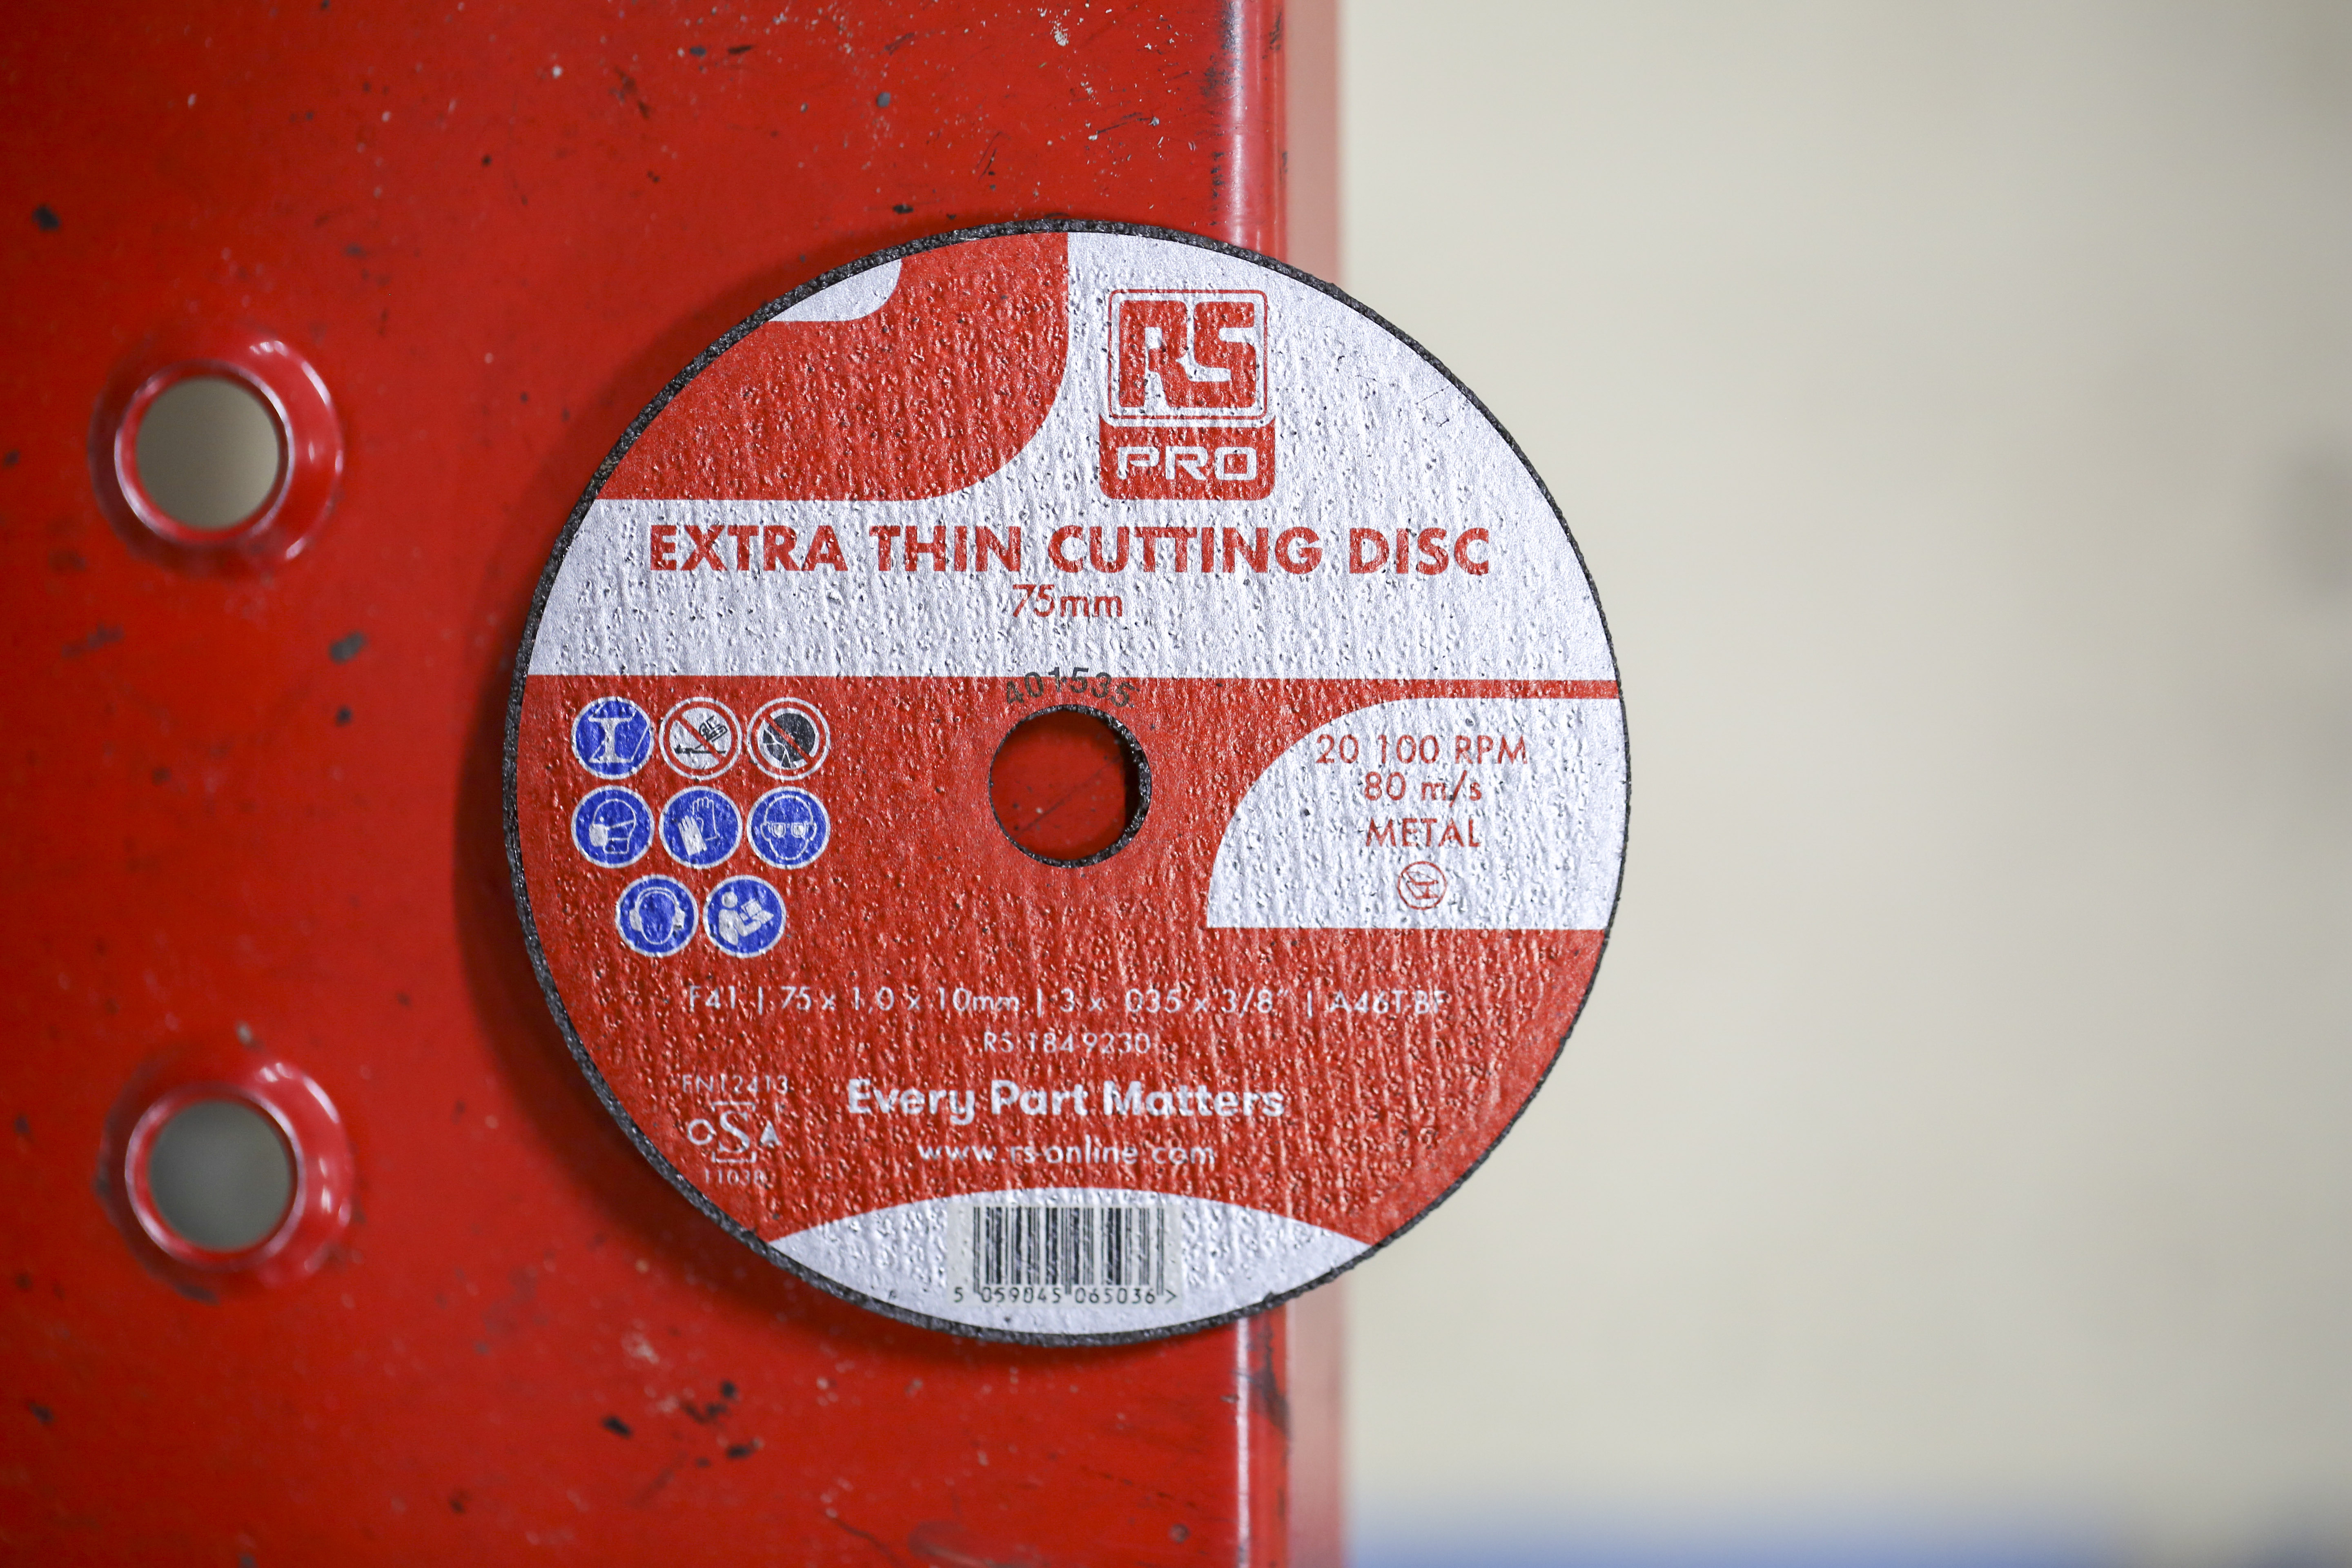 RS
PRO
EXTRA THIN CUTTING DISC
75mm
401535
20 100 RPM
80 m/s
METAL
F41 | 75 x 1.0 x 10mm | 3 x .035 x 3/8" | A46TBF
RS 184 9230
EN12413
OSA
Every Part Matters
www.rs-online.com
5 059045 065036 >